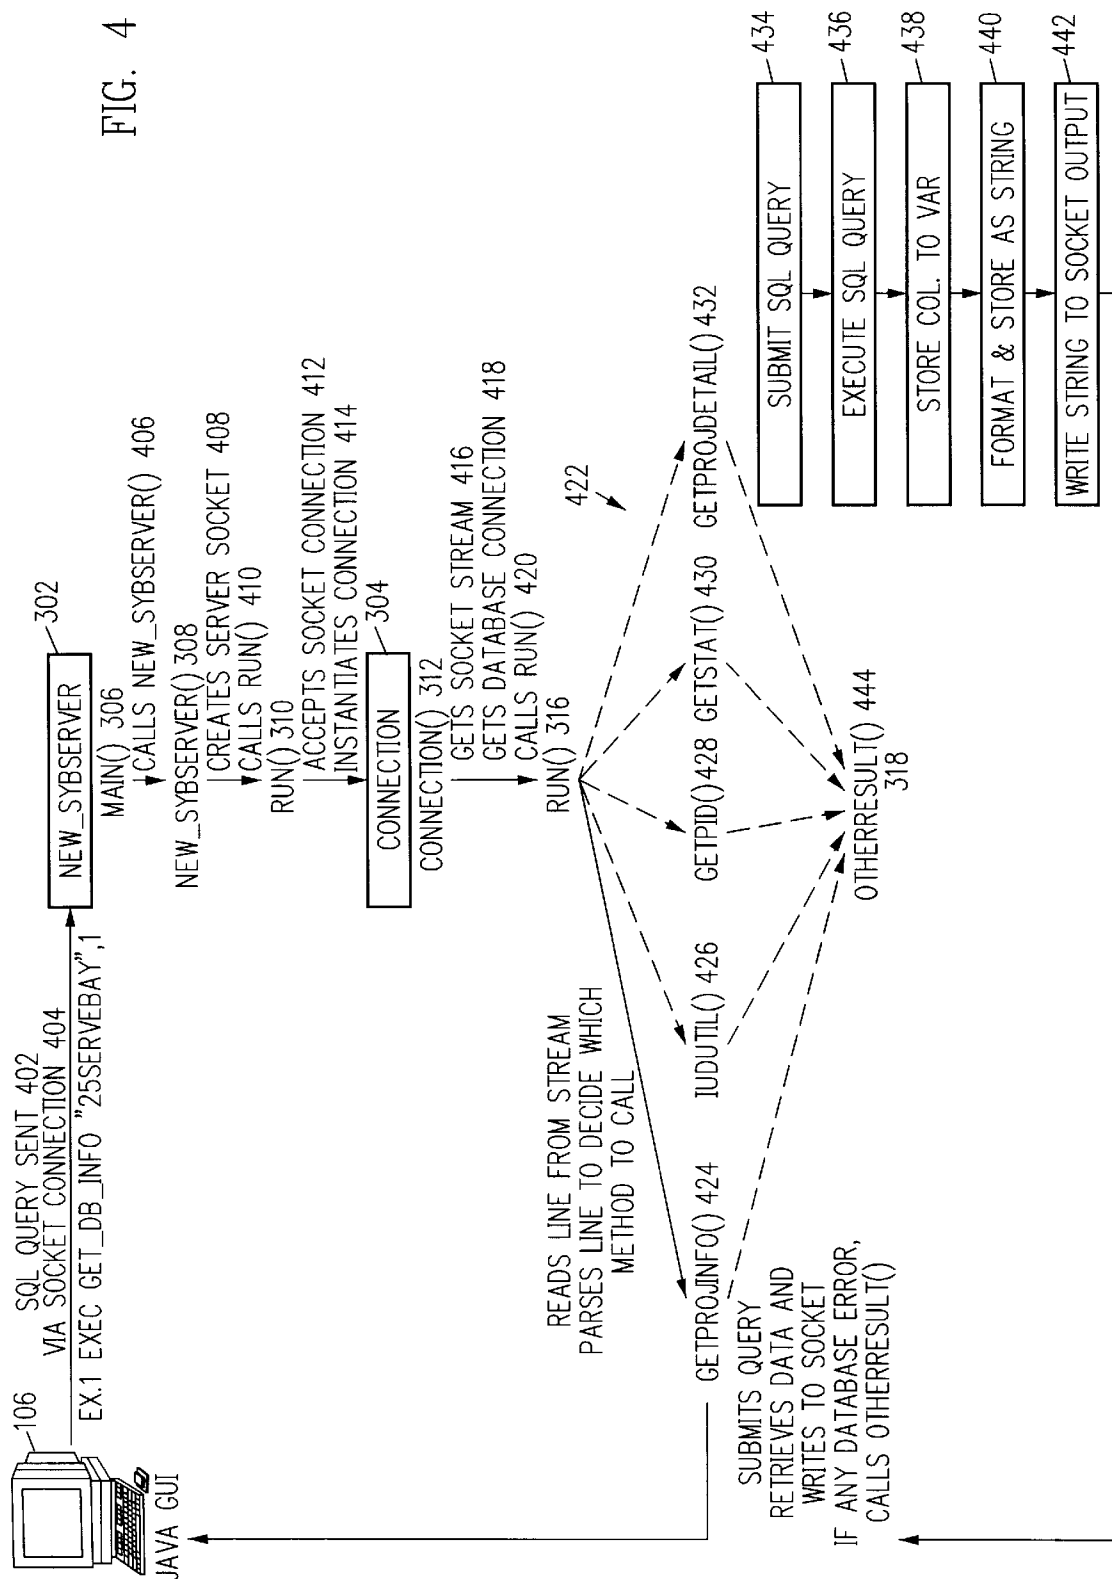 FIG. 4
106
JAVA GUI
SQL QUERY SENT 402
VIA SOCKET CONNECTION 404
EX.1 EXEC GET_DB_INFO "25SERVEBAY",1
302
NEW_SYBSERVER
MAIN() 306
CALLS NEW_SYBSERVER() 406
NEW_SYBSERVER() 308
CREATES SERVER SOCKET 408
CALLS RUN() 410
RUN() 310
ACCEPTS SOCKET CONNECTION 412
INSTANTIATES CONNECTION 414
304
CONNECTION
CONNECTION() 312
GETS SOCKET STREAM 416
GETS DATABASE CONNECTION 418
CALLS RUN() 420
RUN() 316
READS LINE FROM STREAM
PARSES LINE TO DECIDE WHICH
METHOD TO CALL
422
GETPROJINFO() 424
IUDUTIL() 426
GETPID() 428
GETSTAT() 430
GETPROJDETAIL() 432
SUBMITS QUERY
RETRIEVES DATA AND
WRITES TO SOCKET
IF ANY DATABASE ERROR,
CALLS OTHERRESULT()
OTHERRESULT() 444
318
SUBMIT SQL QUERY
434
EXECUTE SQL QUERY
436
STORE COL. TO VAR
438
FORMAT & STORE AS STRING
440
WRITE STRING TO SOCKET OUTPUT
442